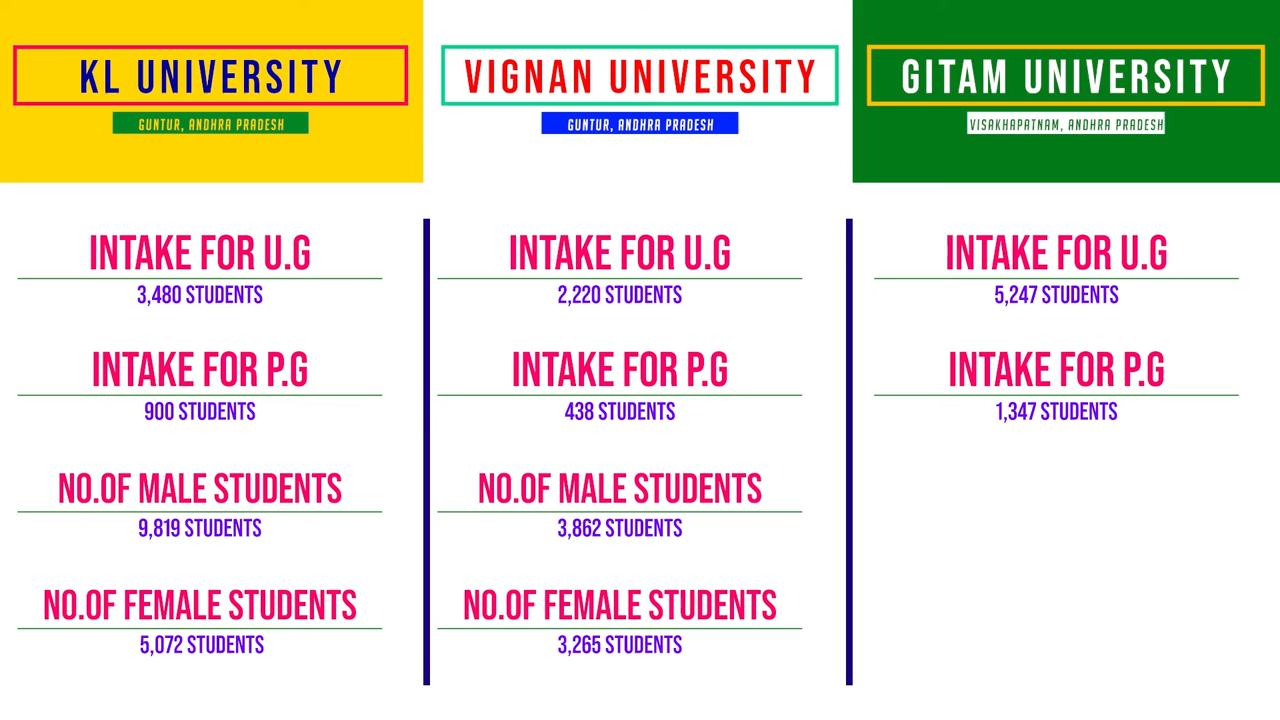 KL UNIVERSITY
GUNTUR, ANDHRA PRADESH
INTAKE FOR U.G
3,480 STUDENTS
INTAKE FOR P.G
900 STUDENTS
NO.OF MALE STUDENTS
9,819 STUDENTS
NO.OF FEMALE STUDENTS
5,072 STUDENTS
VIGNAN UNIVERSITY
GUNTUR, ANDHRA PRADESH
INTAKE FOR U.G
2,220 STUDENTS
INTAKE FOR P.G
438 STUDENTS
NO.OF MALE STUDENTS
3,862 STUDENTS
NO.OF FEMALE STUDENTS
3,265 STUDENTS
GITAM UNIVERSITY
VISAKHAPATNAM, ANDHRA PRADESH
INTAKE FOR U.G
5,247 STUDENTS
INTAKE FOR P.G
1,347 STUDENTS